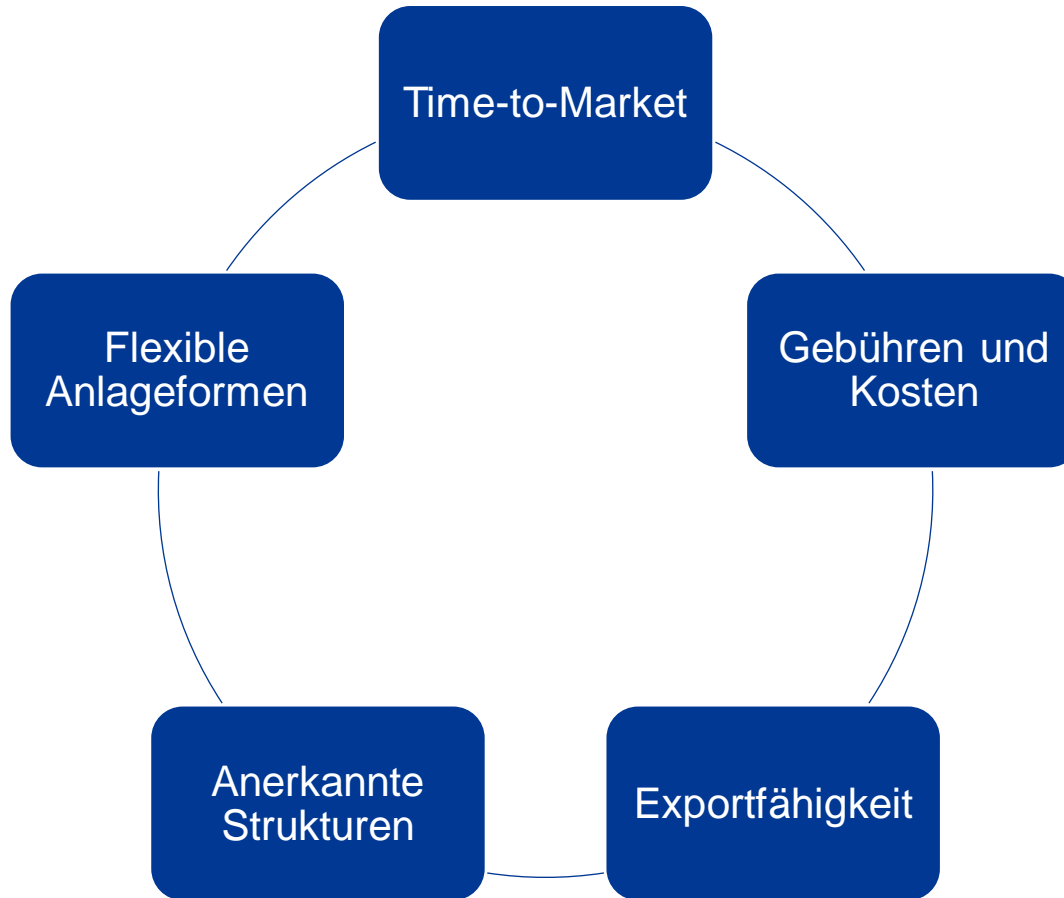 Time-to-Market
Flexible
Anlageformen
Gebühren und
Kosten
Anerkannte
Strukturen
Exportfähigkeit